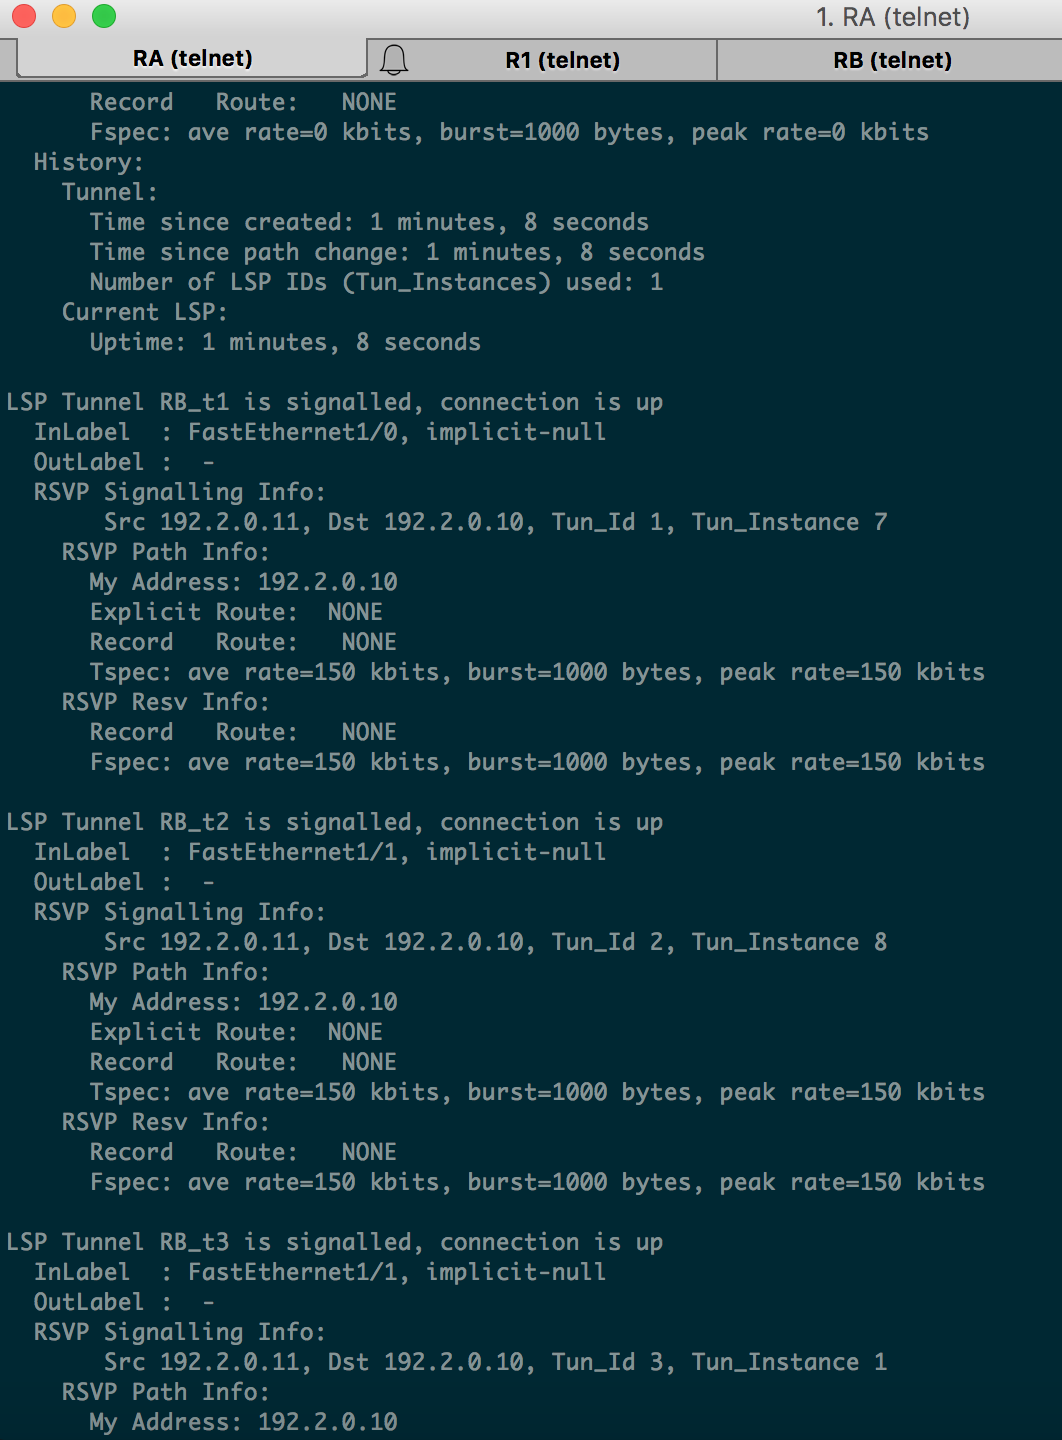 1. RA (telnet)
RA (telnet) R1 (telnet) RB (telnet)
      Record   Route:   NONE
      Fspec: ave rate=0 kbits, burst=1000 bytes, peak rate=0 kbits
  History:
    Tunnel:
      Time since created: 1 minutes, 8 seconds
      Time since path change: 1 minutes, 8 seconds
      Number of LSP IDs (Tun_Instances) used: 1
    Current LSP:
      Uptime: 1 minutes, 8 seconds

LSP Tunnel RB_t1 is signalled, connection is up
  InLabel  : FastEthernet1/0, implicit-null
  OutLabel :  -
  RSVP Signalling Info:
       Src 192.2.0.11, Dst 192.2.0.10, Tun_Id 1, Tun_Instance 7
    RSVP Path Info:
      My Address: 192.2.0.10
      Explicit Route:  NONE
      Record   Route:   NONE
      Tspec: ave rate=150 kbits, burst=1000 bytes, peak rate=150 kbits
    RSVP Resv Info:
      Record   Route:   NONE
      Fspec: ave rate=150 kbits, burst=1000 bytes, peak rate=150 kbits

LSP Tunnel RB_t2 is signalled, connection is up
  InLabel  : FastEthernet1/1, implicit-null
  OutLabel :  -
  RSVP Signalling Info:
       Src 192.2.0.11, Dst 192.2.0.10, Tun_Id 2, Tun_Instance 8
    RSVP Path Info:
      My Address: 192.2.0.10
      Explicit Route:  NONE
      Record   Route:   NONE
      Tspec: ave rate=150 kbits, burst=1000 bytes, peak rate=150 kbits
    RSVP Resv Info:
      Record   Route:   NONE
      Fspec: ave rate=150 kbits, burst=1000 bytes, peak rate=150 kbits

LSP Tunnel RB_t3 is signalled, connection is up
  InLabel  : FastEthernet1/1, implicit-null
  OutLabel :  -
  RSVP Signalling Info:
       Src 192.2.0.11, Dst 192.2.0.10, Tun_Id 3, Tun_Instance 1
    RSVP Path Info:
      My Address: 192.2.0.10